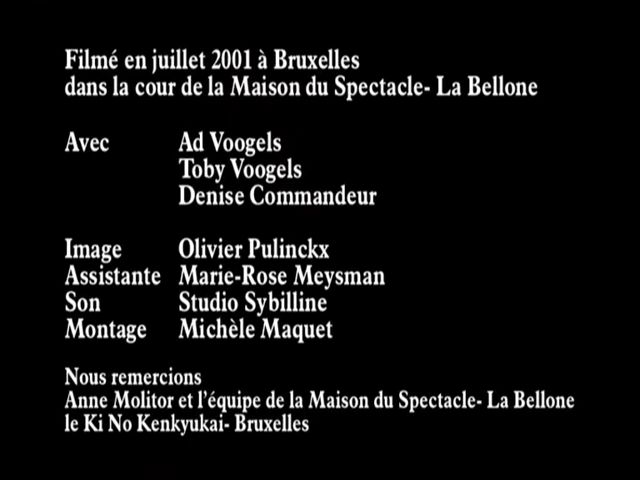 Filmé en juillet 2001 à Bruxelles
dans la cour de la Maison du Spectacle- La Bellone
Avec Ad Voogels
Toby Voogels
Denise Commandeur
Image Olivier Pulinckx
Assistante Marie-Rose Meysman
Son Studio Sybilline
Montage Michèle Maquet
Nous remercions
Anne Molitor et l'équipe de la Maison du Spectacle- La Bellone
le Ki No Kenkyukai- Bruxelles